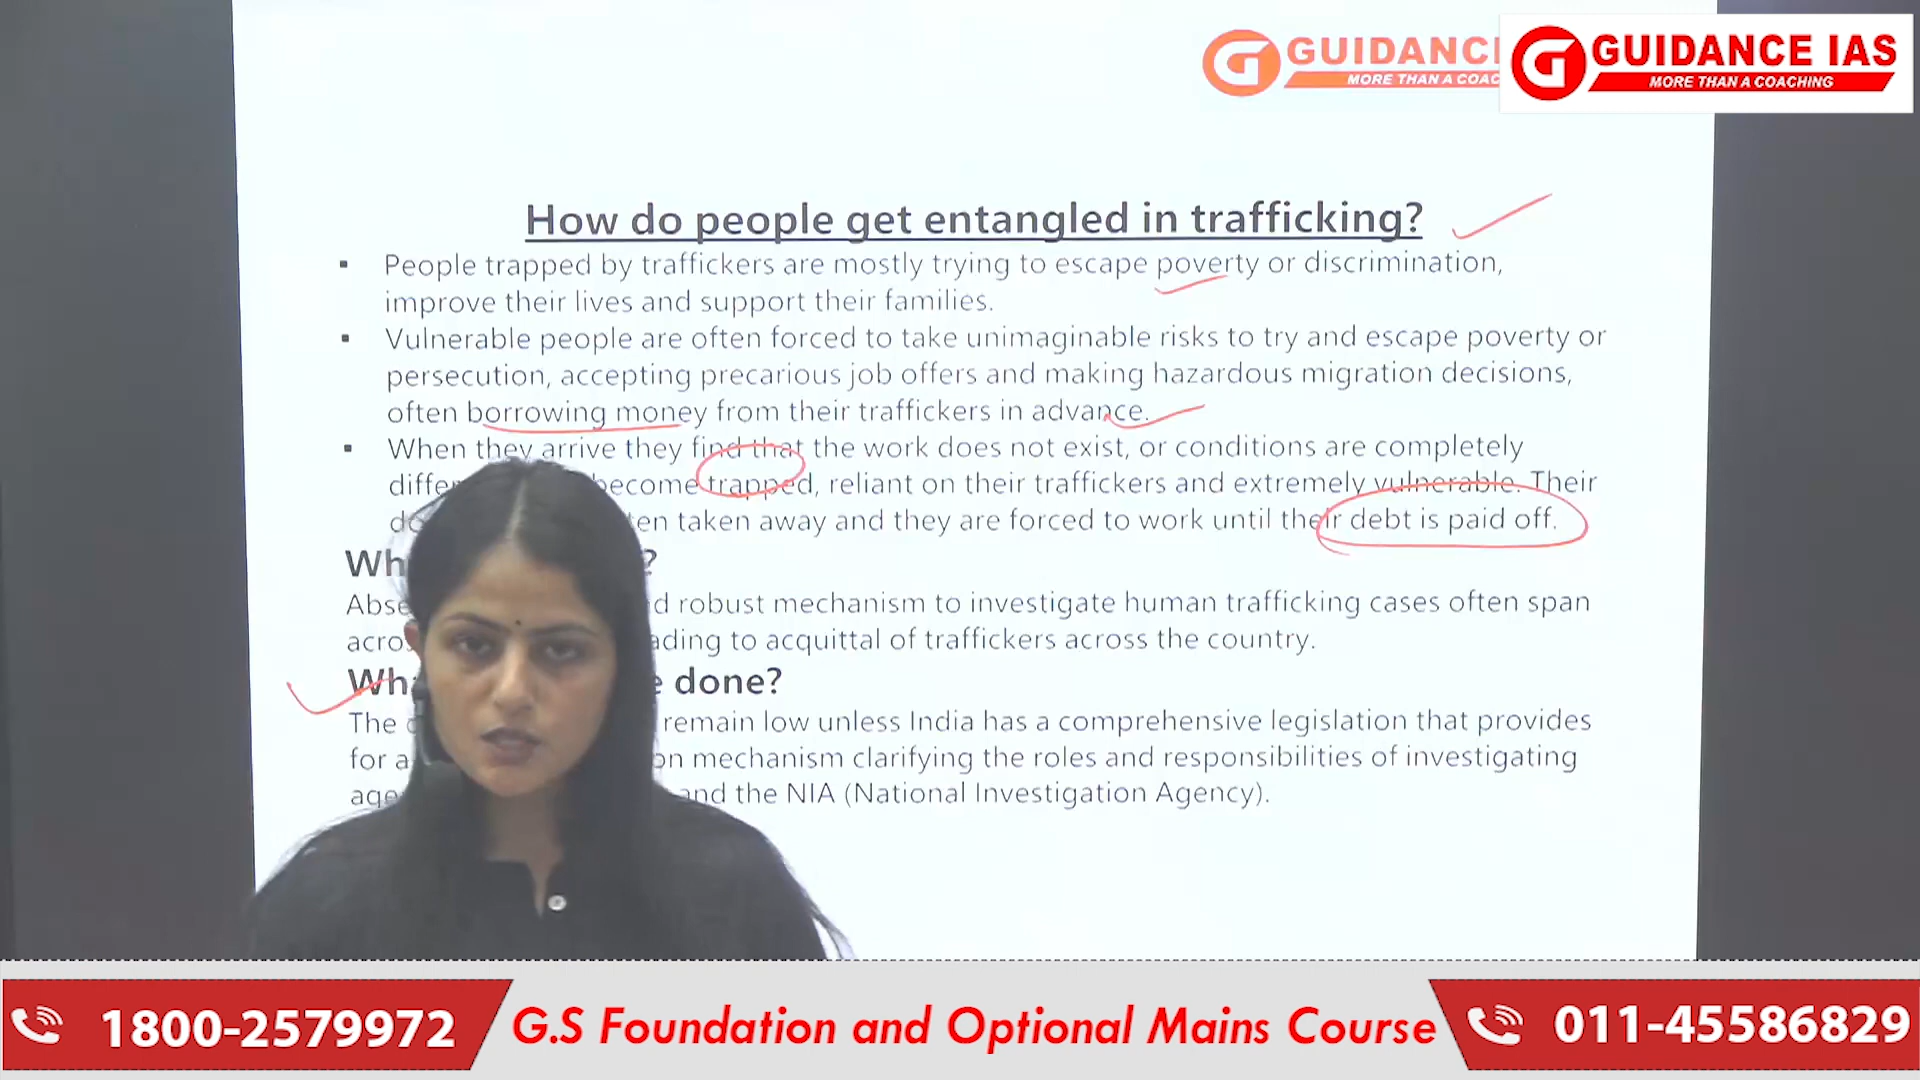 GUIDANCE
MORE THAN A COAC
GUIDANCE IAS
MORE THAN A COACHING
How do people get entangled in trafficking?
▪ People trapped by traffickers are mostly trying to escape poverty or discrimination,
improve their lives and support their families.
▪ Vulnerable people are often forced to take unimaginable risks to try and escape poverty or
persecution, accepting precarious job offers and making hazardous migration decisions,
often borrowing money from their traffickers in advance.
▪ When they arrive they find that the work does not exist, or conditions are completely
become trapped, reliant on their traffickers and extremely vulnerable. Their
taken away and they are forced to work until their debt is paid off.
?
robust mechanism to investigate human trafficking cases often span
to acquittal of traffickers across the country.
done?
The remain low unless India has a comprehensive legislation that provides
for mechanism clarifying the roles and responsibilities of investigating
and the NIA (National Investigation Agency).
1800-2579972
G.S Foundation and Optional Mains Course
011-45586829